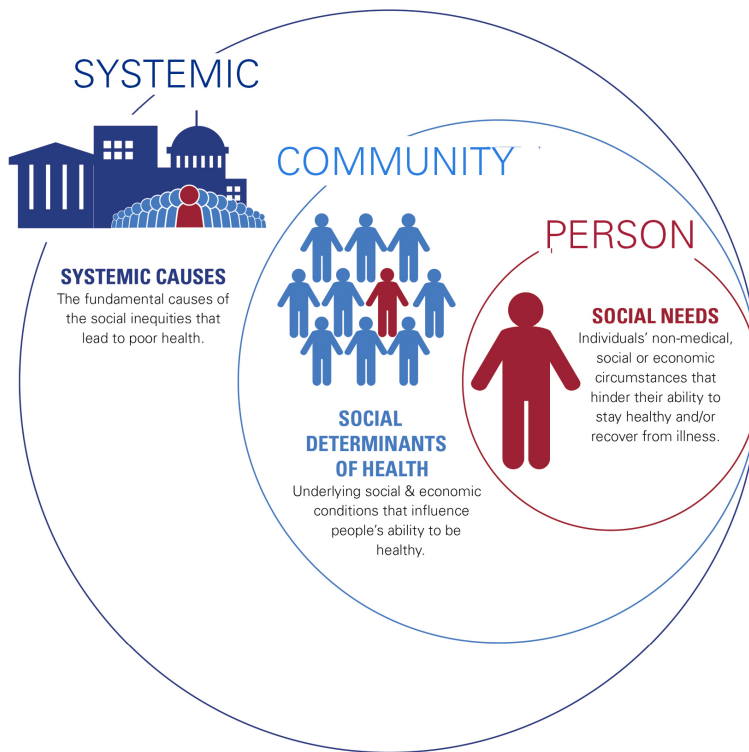 SYSTEMIC
SYSTEMIC CAUSES
The fundamental causes of
the social inequities that
lead to poor health.
COMMUNITY
SOCIAL
DETERMINANTS
OF HEALTH
Underlying social & economic
conditions that influence
people’s ability to be
healthy.
PERSON
SOCIAL NEEDS
Individuals’ non-medical,
social or economic
circumstances that
hinder their ability to
stay healthy and/or
recover from illness.